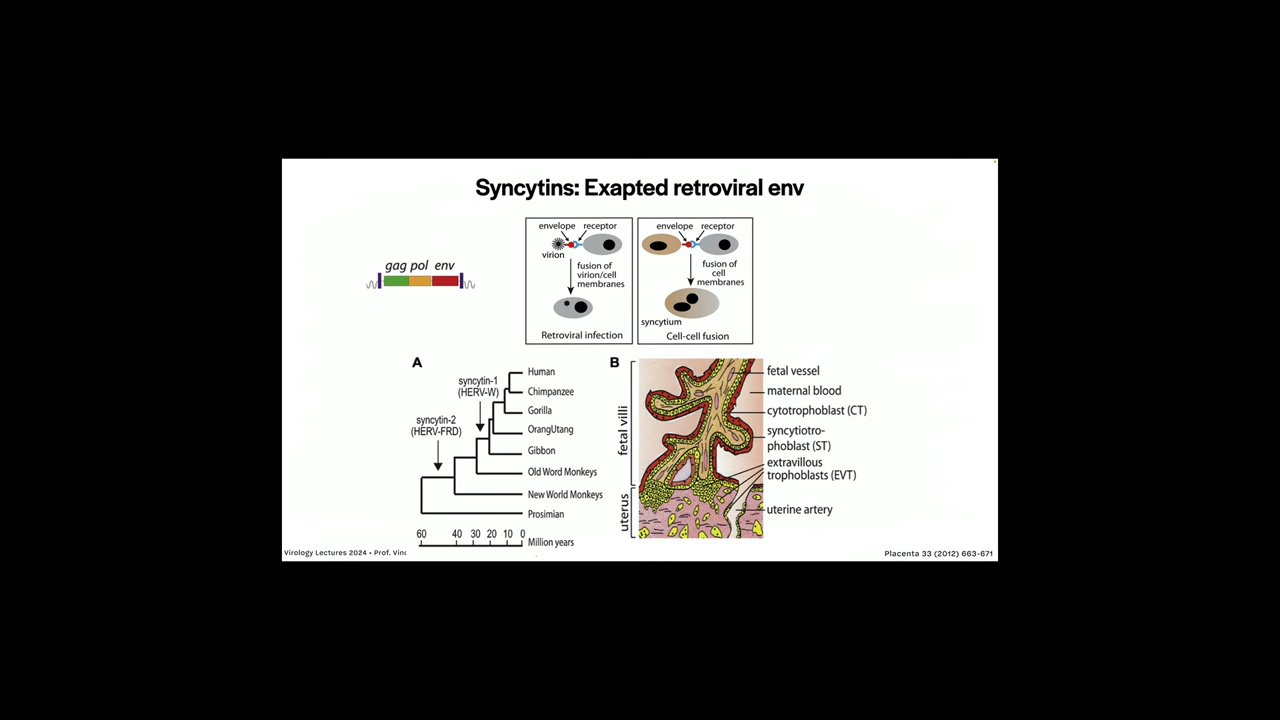 Syncytins: Exapted retroviral env
gag pol env
envelope receptor
virion
fusion of
virion/cell
membranes
Retroviral infection
envelope receptor
fusion of
cell
membranes
syncytium
Cell-cell fusion
A
syncytin-1
(HERV-W)
syncytin-2
(HERV-FRD)
Human
Chimpanzee
Gorilla
OrangUtang
Gibbon
Old Word Monkeys
New World Monkeys
Prosimian
60 40 30 20 10 0
Million years
B
fetal villi
uterus
fetal vessel
maternal blood
cytotrophoblast (CT)
syncytiotro-
phoblast (ST)
extravillous
trophoblasts (EVT)
uterine artery
Virology Lectures 2024 • Prof. Vinc
Placenta 33 (2012) 663-671